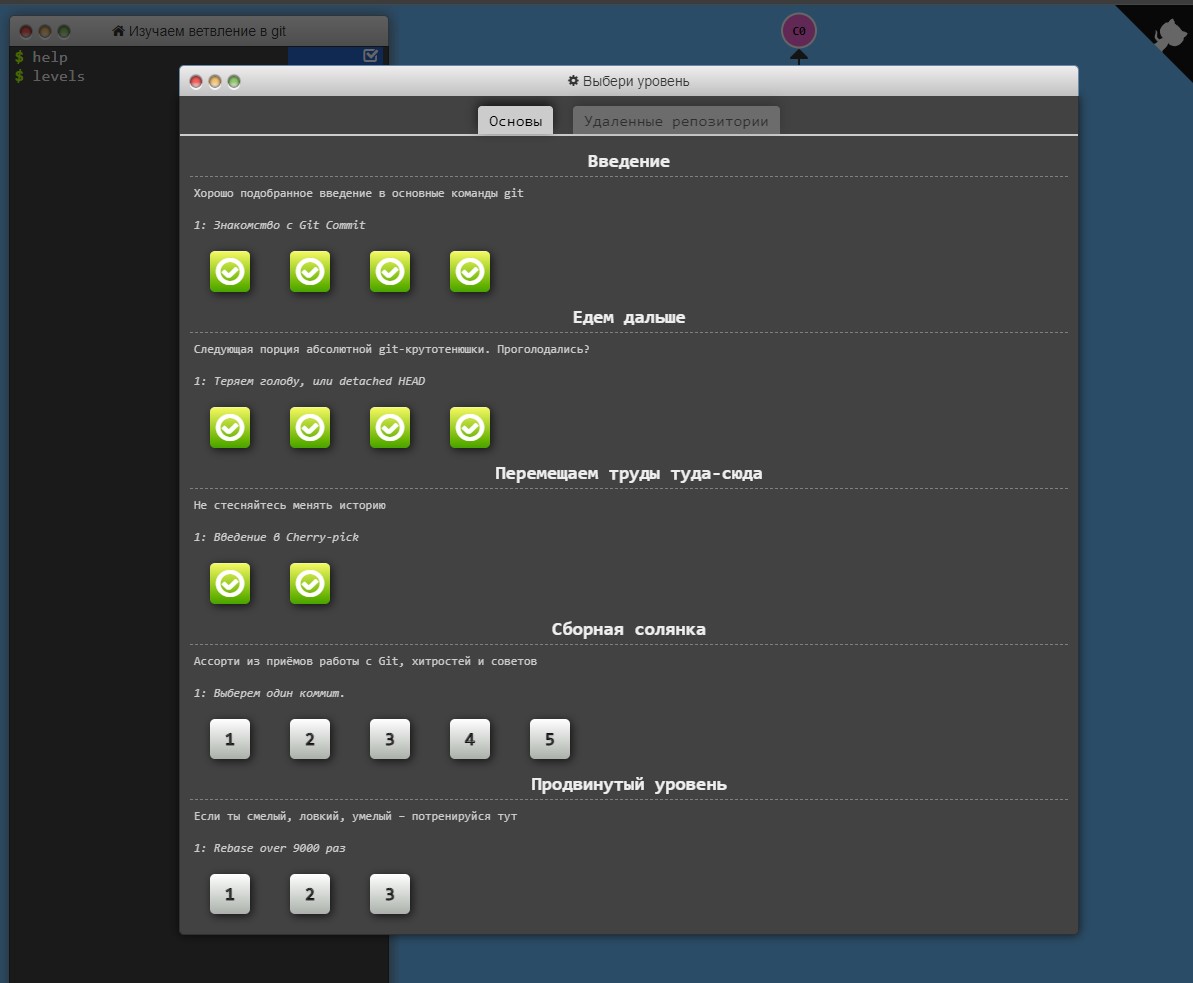 Изучаем ветвление в git
$ help
$ levels
C0
Выбери уровень
Основы
Удаленные репозитории
Введение
Хорошо подобранное введение в основные команды git
1: Знакомство с Git Commit
Едем дальше
Следующая порция абсолютной git-крутотенюшки. Проголодались?
1: Теряем голову, или detached HEAD
Перемещаем труды туда-сюда
Не стесняйтесь менять историю
1: Введение в Cherry-pick
Сборная солянка
Ассорти из приёмов работы с Git, хитростей и советов
1: Выберем один коммит.
1 2 3 4 5
Продвинутый уровень
Если ты смелый, ловкий, умелый – потренируйся тут
1: Rebase over 9000 раз
1 2 3